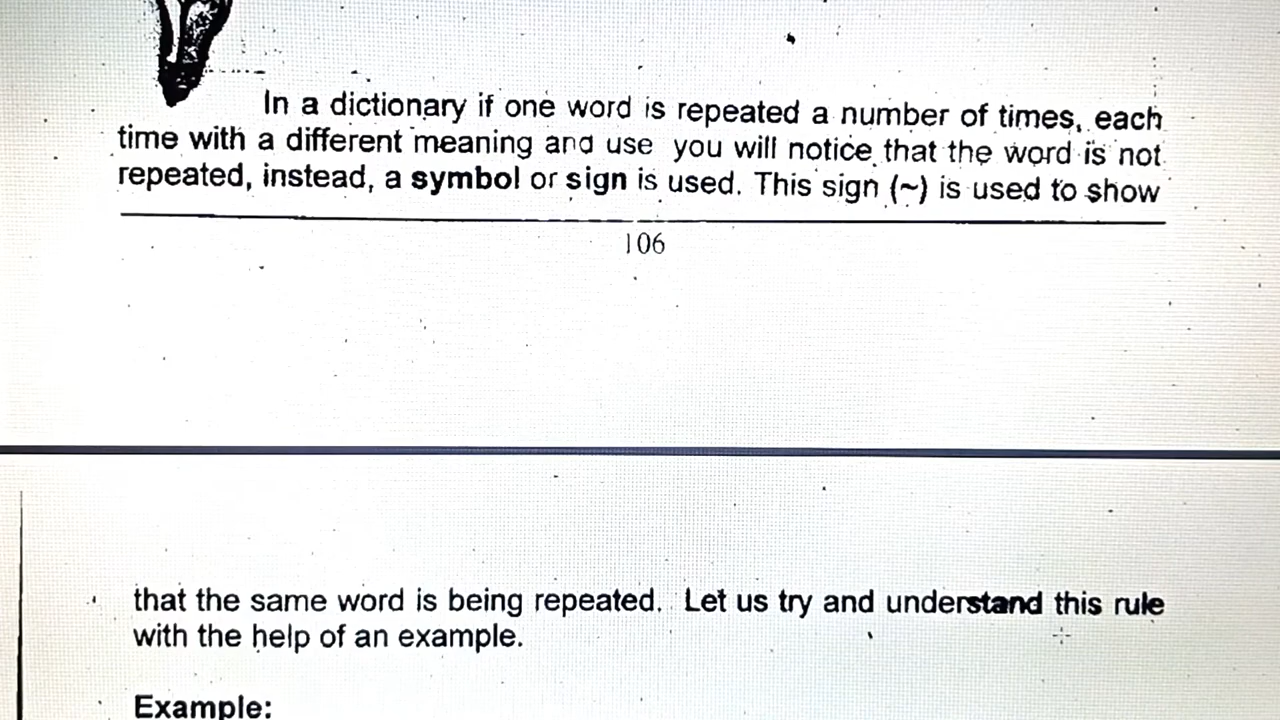 In a dictionary if one word is repeated a number of times, each
time with a different meaning and use you will notice that the word is not
repeated, instead, a symbol or sign is used. This sign (~) is used to show
106
that the same word is being repeated. Let us try and understand this rule
with the help of an example.
Example: